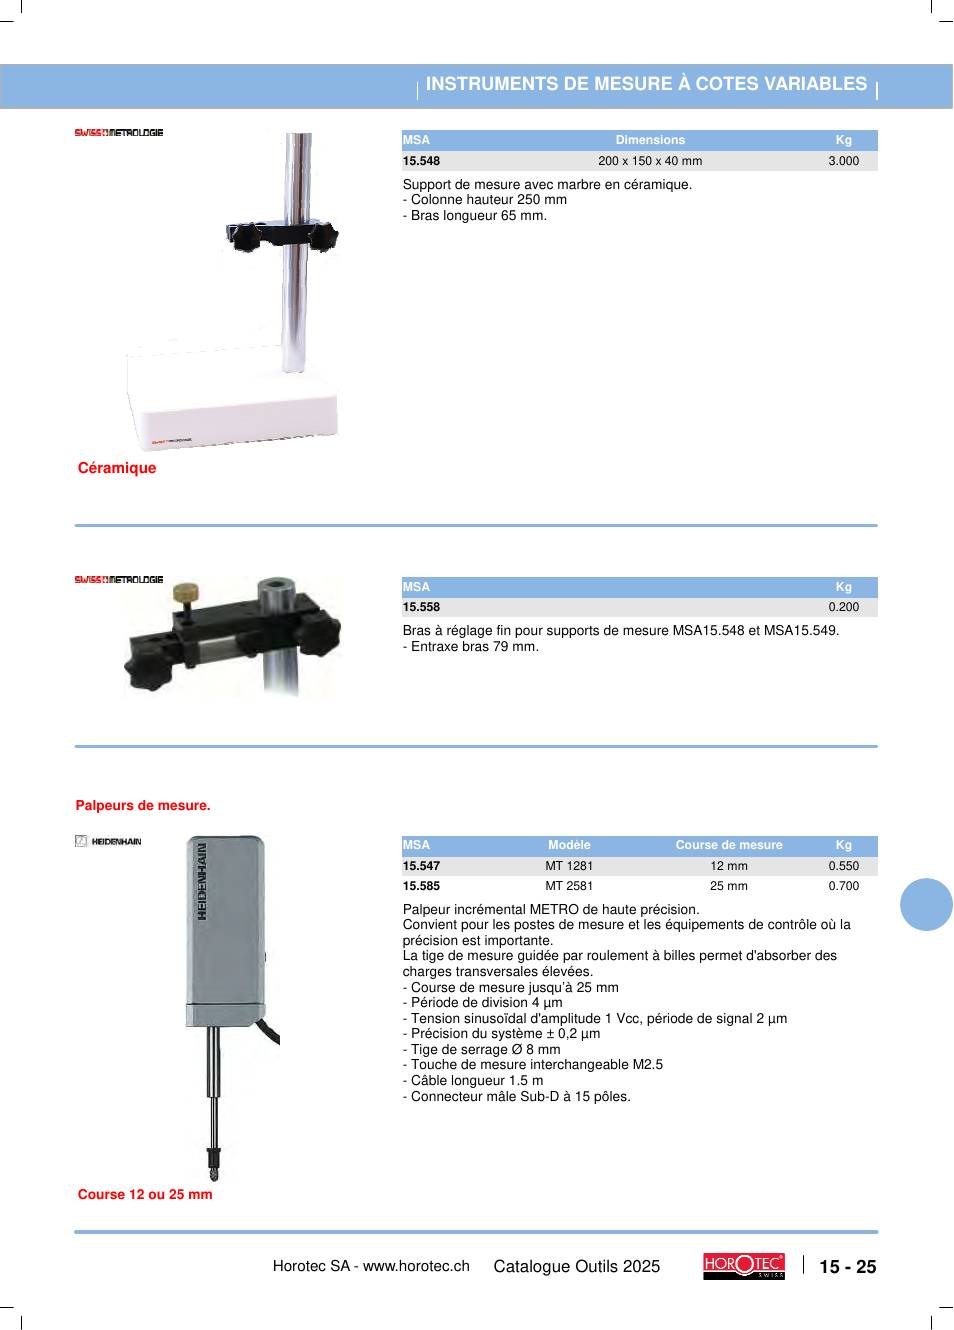 INSTRUMENTS DE MESURE À COTES VARIABLES
SWISS METROLOGIE
MSA Dimensions Kg
15.548 200 x 150 x 40 mm 3.000
Support de mesure avec marbre en céramique.
- Colonne hauteur 250 mm
- Bras longueur 65 mm.
Céramique
SWISS METROLOGIE
MSA Kg
15.558 0.200
Bras à réglage fin pour supports de mesure MSA15.548 et MSA15.549.
- Entraxe bras 79 mm.
Palpeurs de mesure.
HEIDENHAIN
HEIDENHAIN
MSA Modèle Course de mesure Kg
15.547 MT 1281 12 mm 0.550
15.585 MT 2581 25 mm 0.700
Palpeur incrémental METRO de haute précision.
Convient pour les postes de mesure et les équipements de contrôle où la
précision est importante.
La tige de mesure guidée par roulement à billes permet d'absorber des
charges transversales élevées.
- Course de mesure jusqu'à 25 mm
- Période de division 4 µm
- Tension sinusoïdal d'amplitude 1 Vcc, période de signal 2 µm
- Précision du système ± 0,2 µm
- Tige de serrage Ø 8 mm
- Touche de mesure interchangeable M2.5
- Câble longueur 1.5 m
- Connecteur mâle Sub-D à 15 pôles.
Course 12 ou 25 mm
Horotec SA - www.horotec.ch Catalogue Outils 2025 HOROTEC SWISS 15 - 25